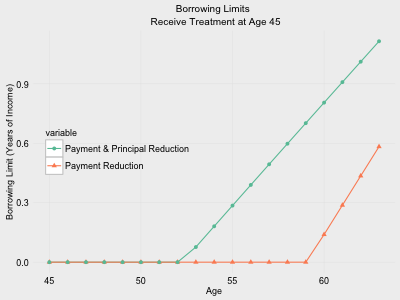 Borrowing Limits
Receive Treatment at Age 45
Borrowing Limit (Years of Income)
0.9
0.6
0.3
0.0
variable
Payment & Principal Reduction
Payment Reduction
45 50 55 60
Age